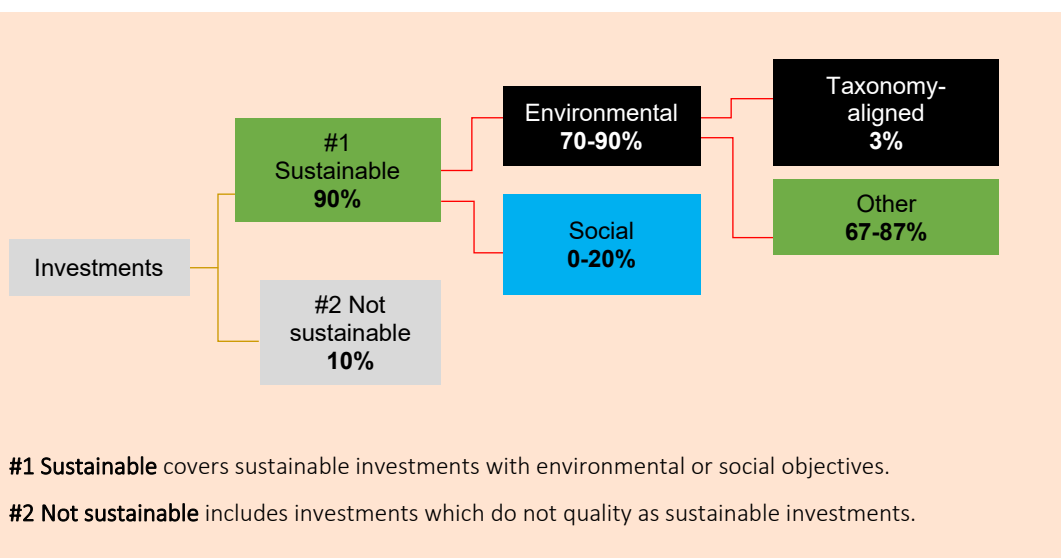 Investments
#1
Sustainable
90%
#2 Not
sustainable
10%
Environmental
70-90%
Social
0-20%
Taxonomy-
aligned
3%
Other
67-87%
#1 Sustainable covers sustainable investments with environmental or social objectives.
#2 Not sustainable includes investments which do not quality as sustainable investments.